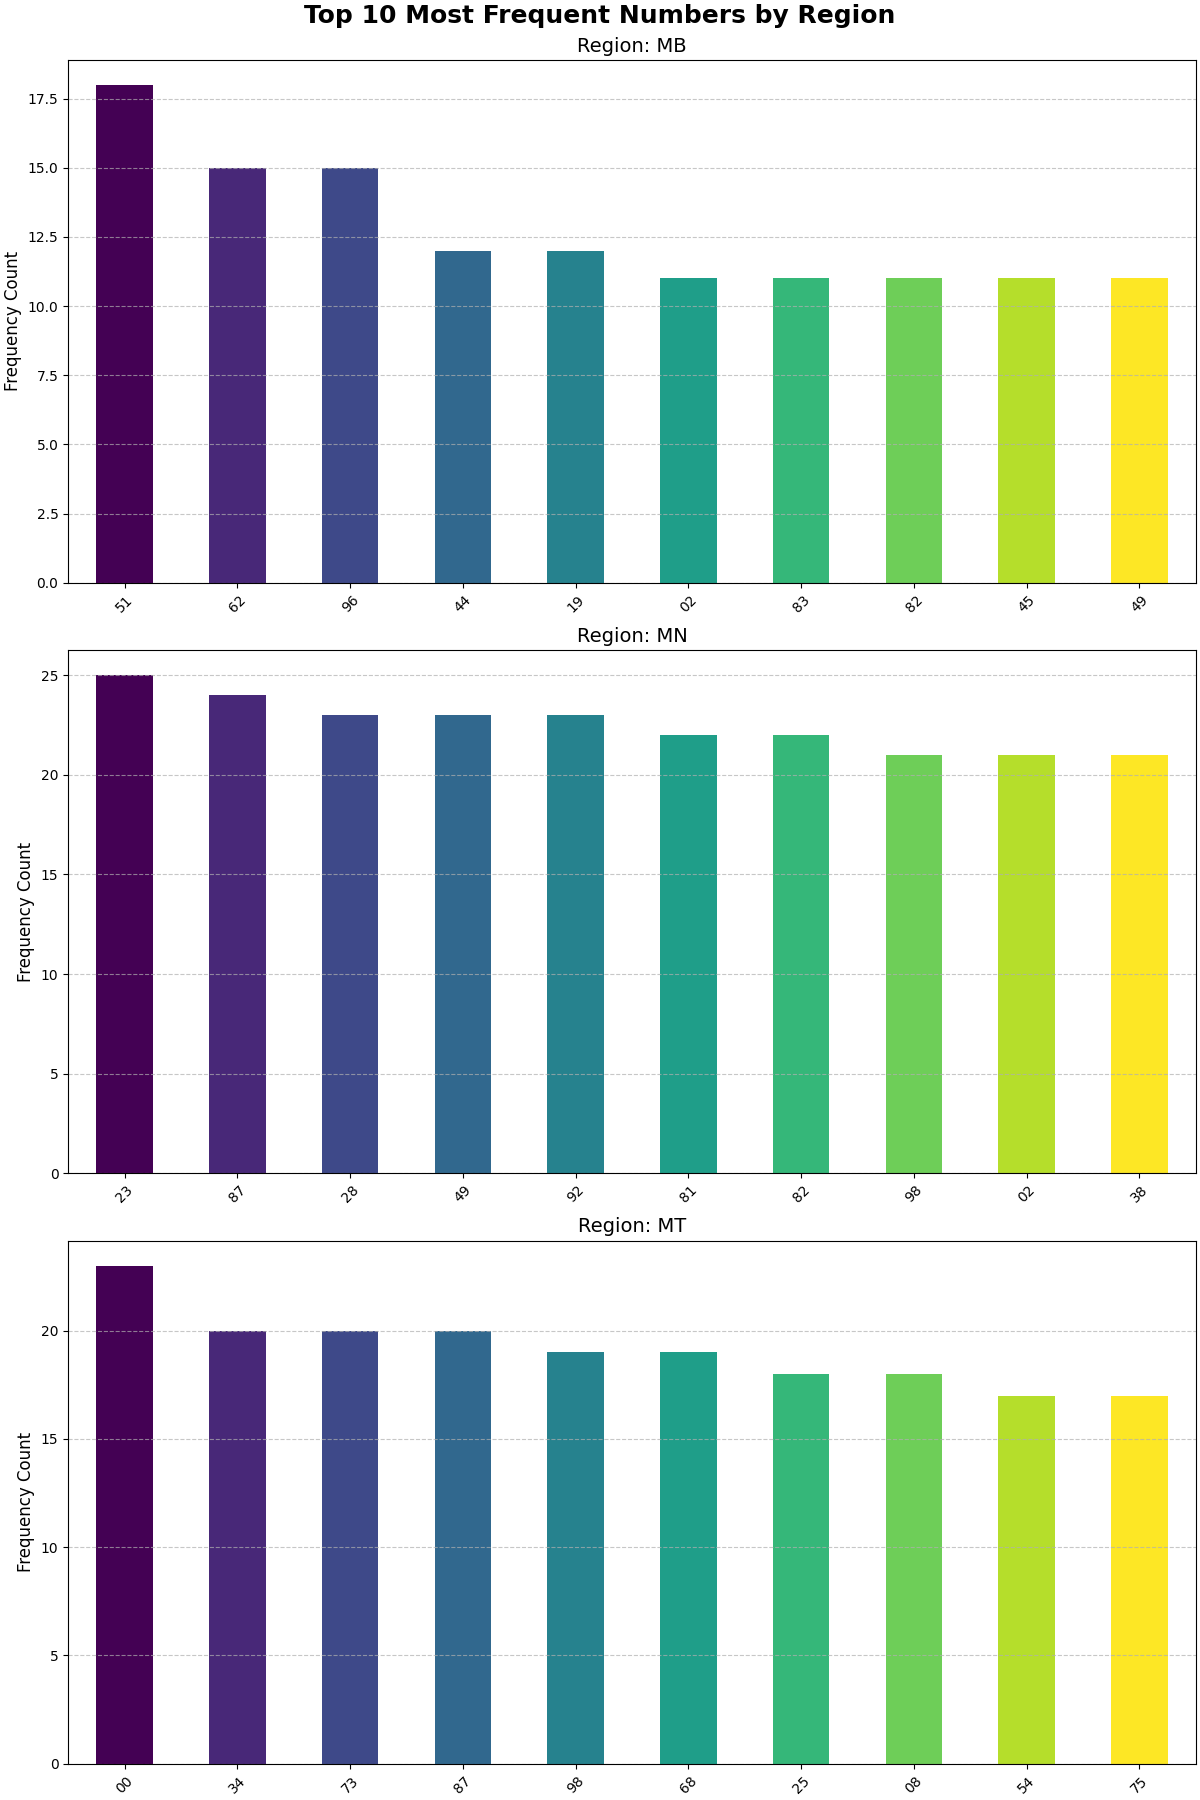 Top 10 Most Frequent Numbers by Region
Region: MB
Frequency Count
17.5
15.0
12.5
10.0
7.5
5.0
2.5
0.0
51 62 96 44 19 02 83 82 45 49
Region: MN
Frequency Count
25
20
15
10
5
0
23 87 28 49 92 81 82 98 02 38
Region: MT
Frequency Count
20
15
10
5
0
00 34 73 87 98 68 25 08 54 75